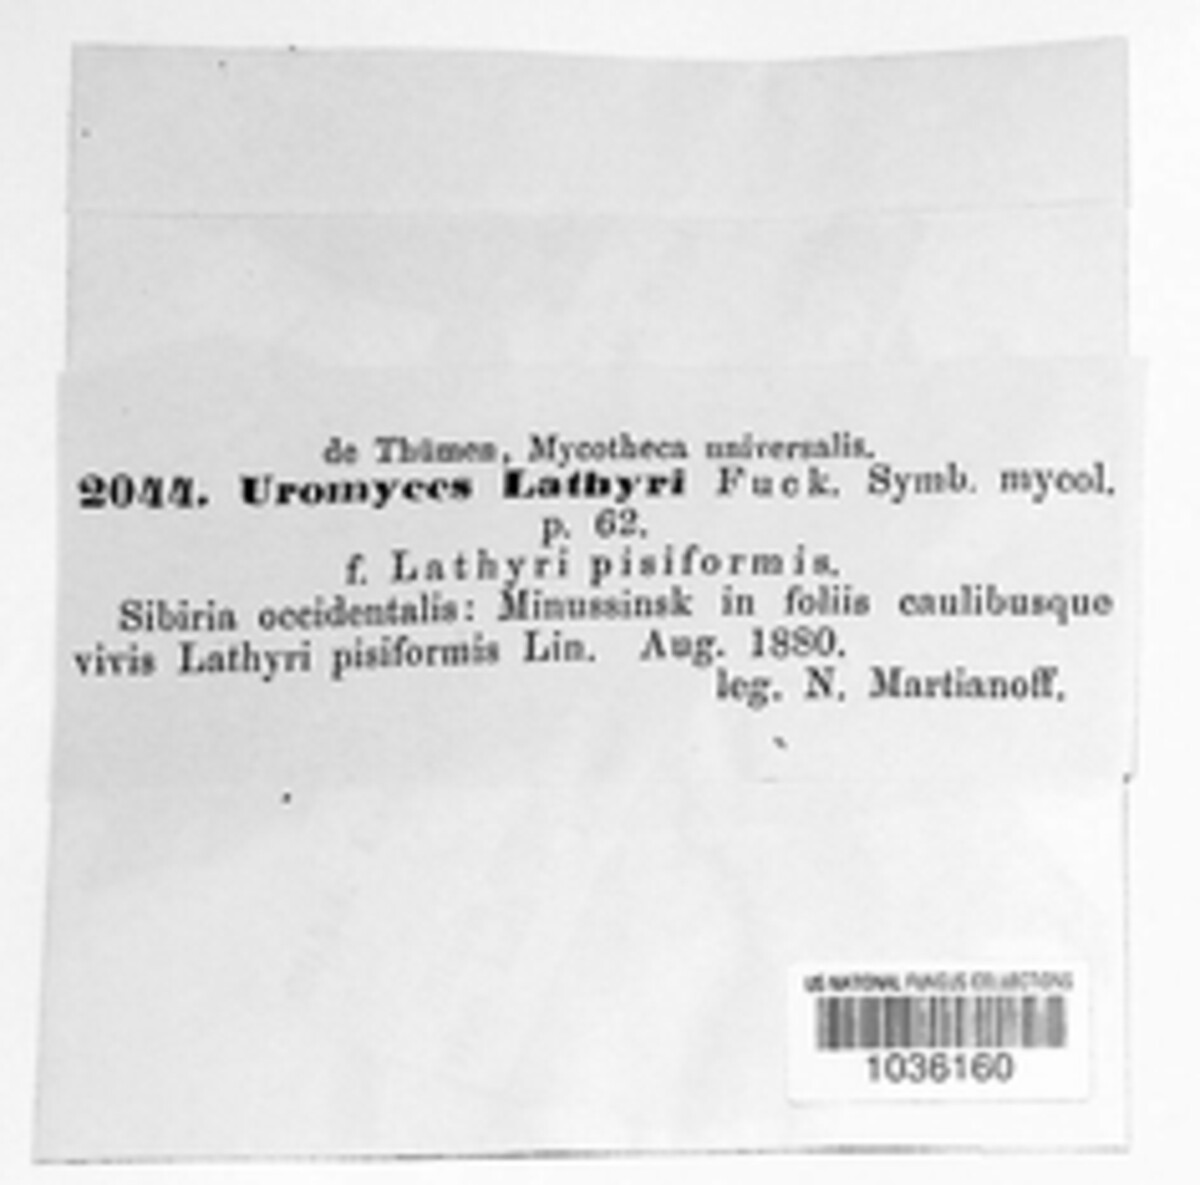 de Thümen, Mycotheca universalis.
2044. Uromyces Lathyri Fuck. Symb. mycol.
p. 62.
f. Lathyri pisiformis.
Sibiria occidentalis: Minussinsk in foliis caulibusque
vivis Lathyri pisiformis Lin. Aug. 1880.
leg. N. Martianoff.
US NATIONAL FUNGUS COLLECTIONS
1036160